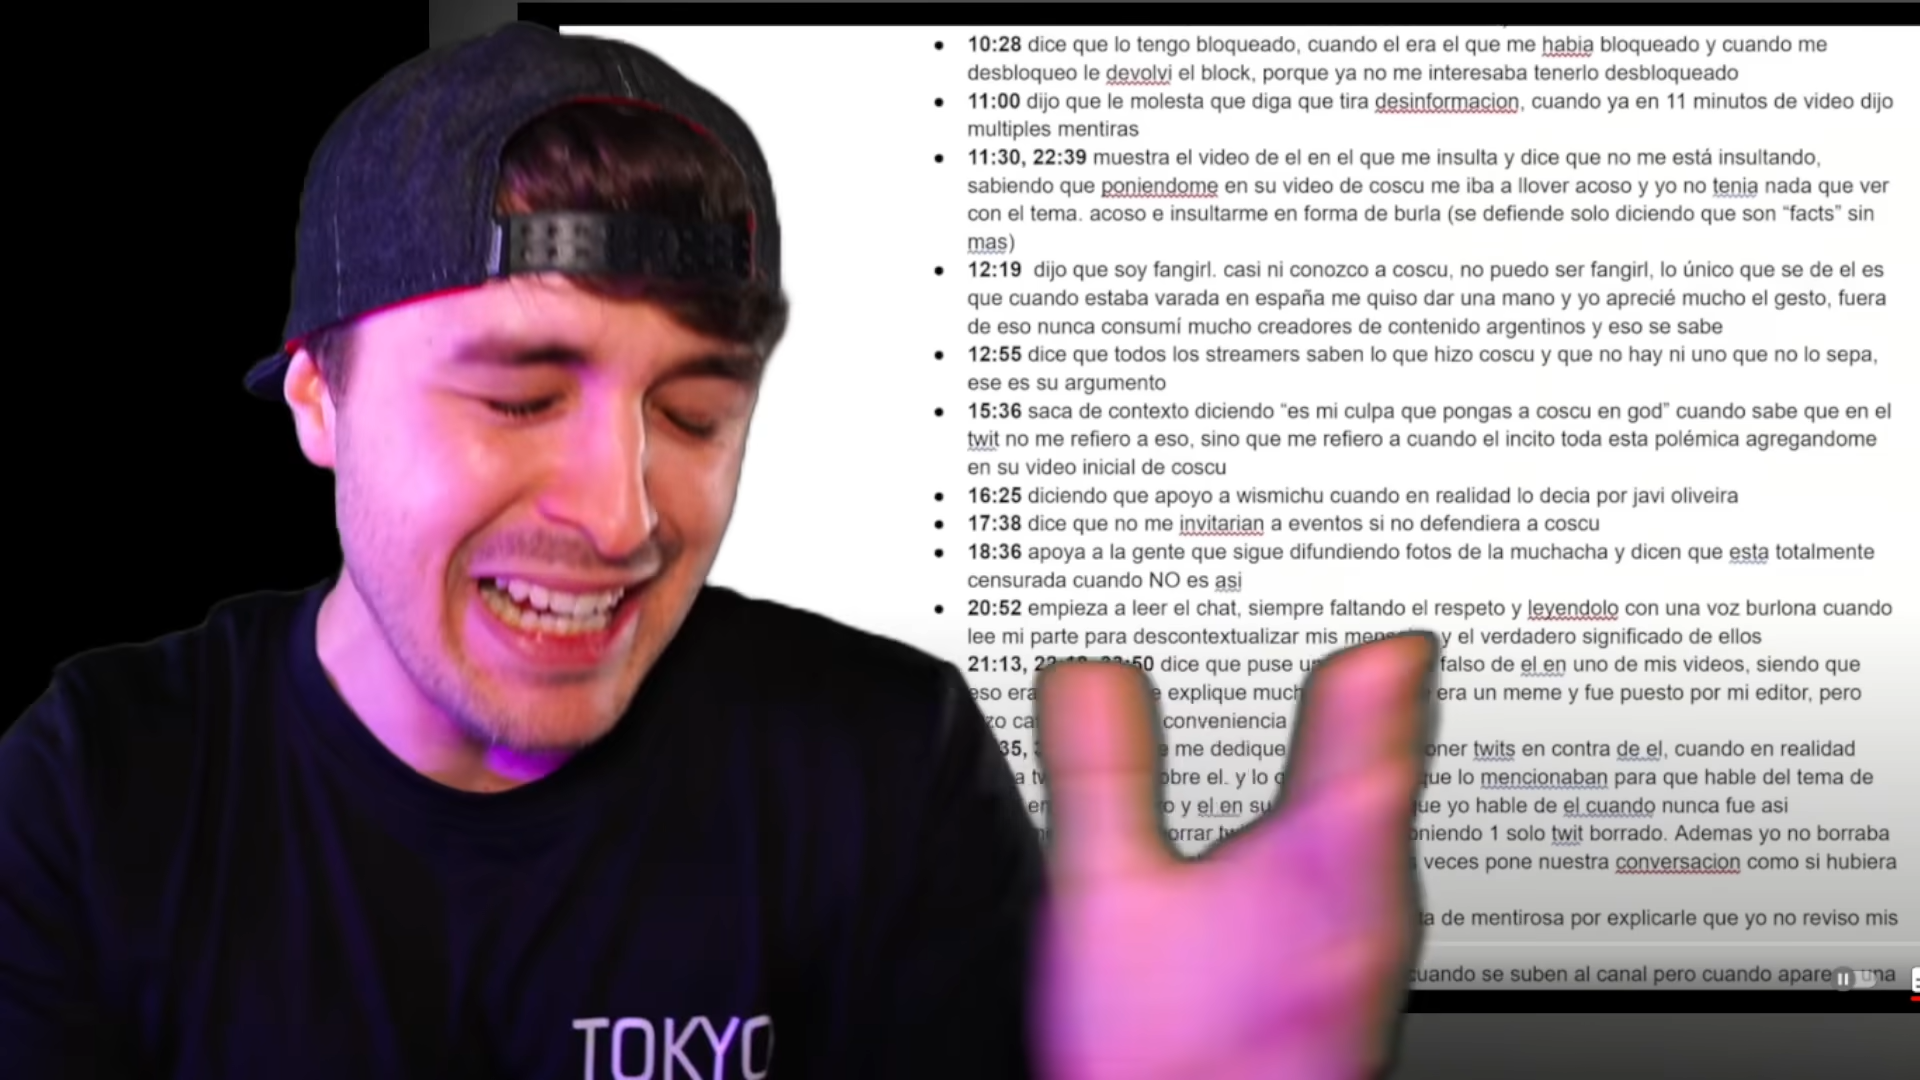 10:28 dice que lo tengo bloqueado, cuando el era el que me habia bloqueado y cuando me
desbloqueo le devolvi el block, porque ya no me interesaba tenerlo desbloqueado
11:00 dijo que le molesta que diga que tira desinformacion, cuando ya en 11 minutos de video dijo
multiples mentiras
11:30, 22:39 muestra el video de el en el que me insulta y dice que no me está insultando,
sabiendo que poniendome en su video de coscu me iba a llover acoso y yo no tenia nada que ver
con el tema. acoso e insultarme en forma de burla (se defiende solo diciendo que son “facts” sin
mas)
12:19 dijo que soy fangirl. casi ni conozco a coscu, no puedo ser fangirl, lo único que se de el es
que cuando estaba varada en españa me quiso dar una mano y yo aprecié mucho el gesto, fuera
de eso nunca consumí mucho creadores de contenido argentinos y eso se sabe
12:55 dice que todos los streamers saben lo que hizo coscu y que no hay ni uno que no lo sepa,
ese es su argumento
15:36 saca de contexto diciendo “es mi culpa que pongas a coscu en god” cuando sabe que en el
twit no me refiero a eso, sino que me refiero a cuando el incito toda esta polémica agregandome
en su video inicial de coscu
16:25 diciendo que apoyo a wismichu cuando en realidad lo decia por javi oliveira
17:38 dice que no me invitarian a eventos si no defendiera a coscu
18:36 apoya a la gente que sigue difundiendo fotos de la muchacha y dicen que esta totalmente
censurada cuando NO es asi
20:52 empieza a leer el chat, siempre faltando el respeto y leyendolo con una voz burlona cuando
lee mi parte para descontextualizar mis y el verdadero significado de ellos
21:13, dice que puse falso de el en uno de mis videos, siendo que
eso era explique era un meme y fue puesto por mi editor, pero
conveniencia
me dedique twits en contra de el, cuando en realidad
el. y lo que lo mencionaban para que hable del tema de
y el en su que yo hable de el cuando nunca fue asi
1 solo twit borrado. Ademas yo no borraba
veces pone nuestra conversacion como si hubiera
de mentirosa por explicarle que yo no reviso mis
cuando se suben al canal pero cuando una
TOKYO